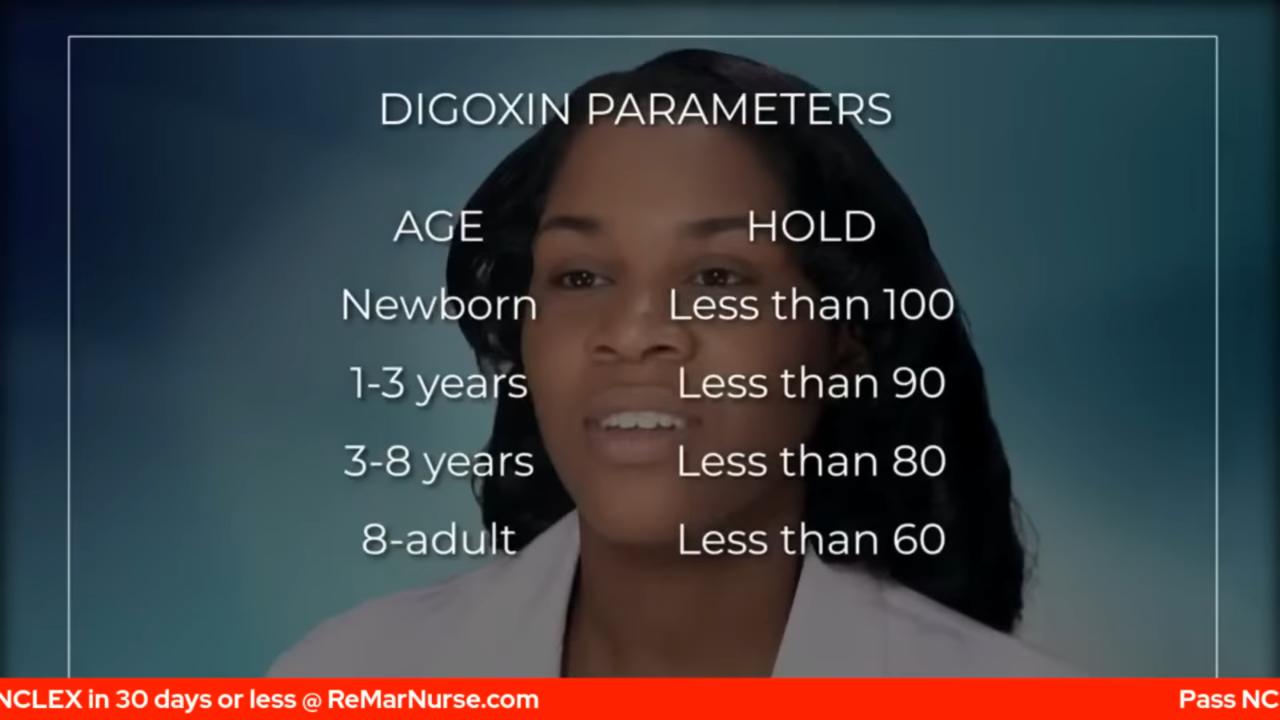 DIGOXIN PARAMETERS
AGE HOLD
Newborn Less than 100
1-3 years Less than 90
3-8 years Less than 80
8-adult Less than 60
NCLEX in 30 days or less @ ReMarNurse.com Pass NC